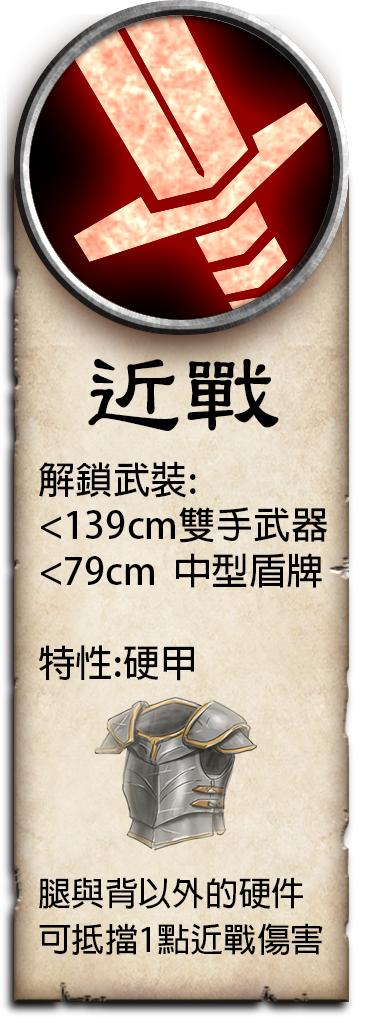 近戰
解鎖武裝:
<139cm雙手武器
<79cm 中型盾牌
特性:硬甲
腿與背以外的硬件
可抵擋1點近戰傷害